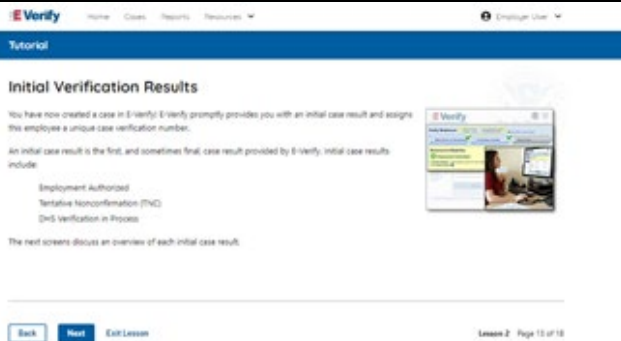 E-Verify
Home Cases Reports Resources Employer User
Tutorial
Initial Verification Results
You have now created a case in E-Verify! E-Verify promptly provides you with an initial case result and assigns
this employee a unique case verification number.
An initial case result is the first, and sometimes final, case result provided by E-Verify. Initial case results
include:
Employment Authorized
Tentative Nonconfirmation (TNC)
DHS Verification in Process
The next screens discuss an overview of each initial case result.
E-Verify
Back Next Exit Lesson
Lesson 2 Page 13 of 18